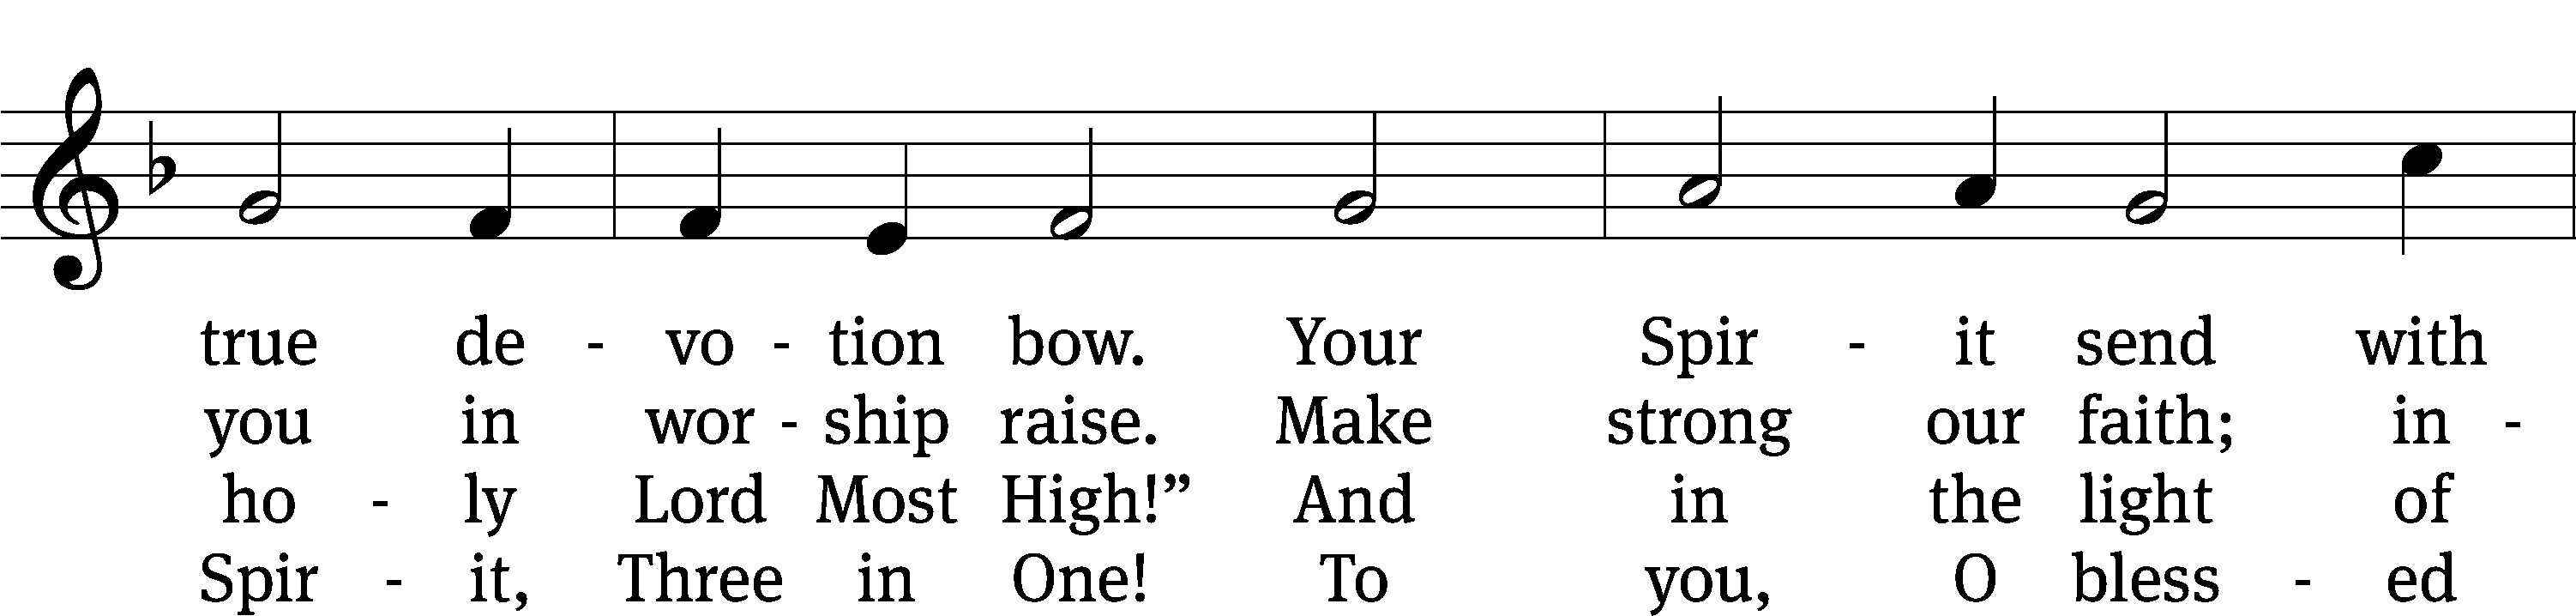 true de - vo - tion bow. Your Spir - it send with
you in wor - ship raise. Make strong our faith; in -
ho - ly Lord Most High!” And in the light of
Spir - it, Three in One! To you, O bless - ed